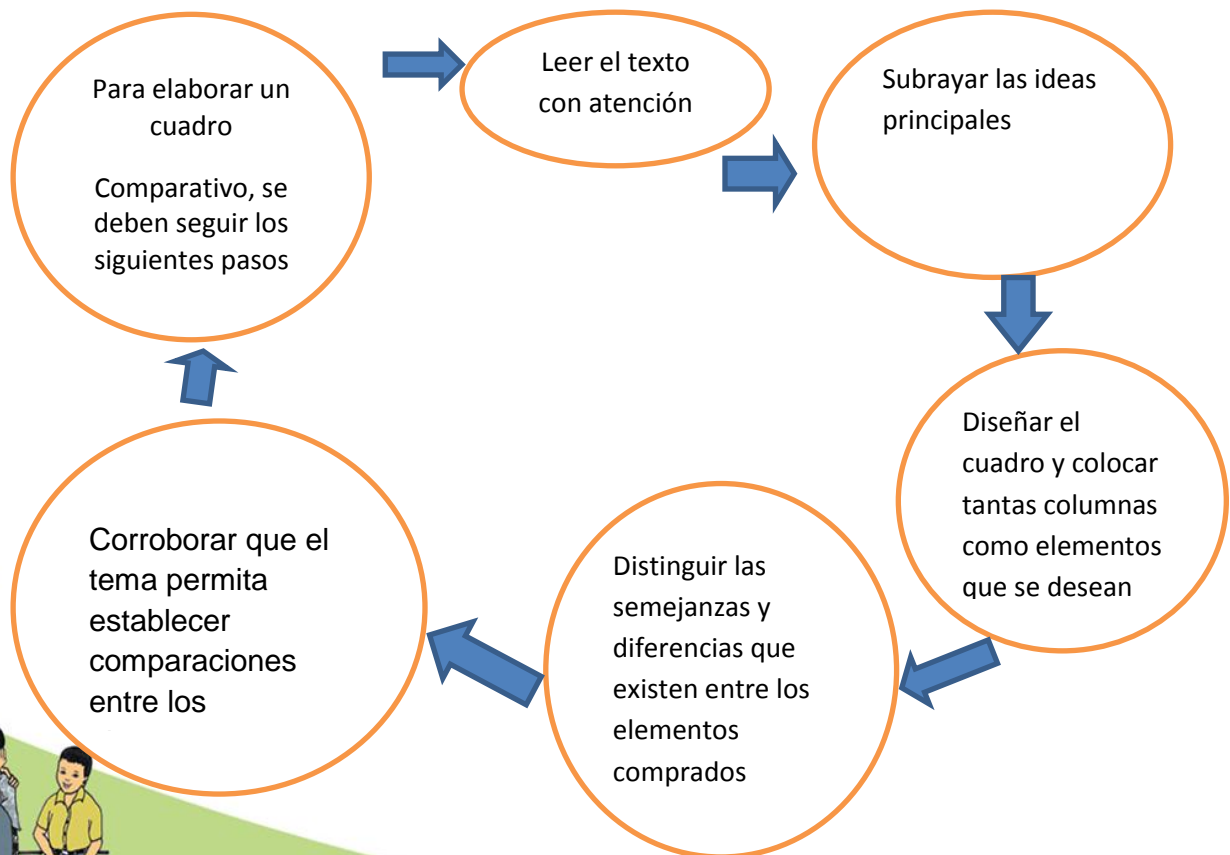 Para elaborar un
cuadro
Comparativo, se
deben seguir los
siguientes pasos
Leer el texto
con atención
Subrayar las ideas
principales
Diseñar el
cuadro y colocar
tantas columnas
como elementos
que se desean
Distinguir las
semejanzas y
diferencias que
existen entre los
elementos
comprados
Corroborar que el
tema permita
establecer
comparaciones
entre los